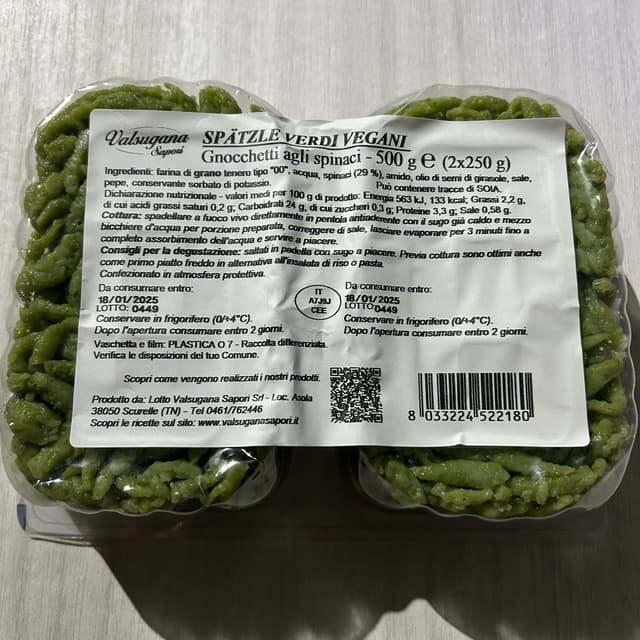 Valsugana
Sapori
SPÄTZLE VERDI VEGANI
Gnocchetti agli spinaci - 500 g ℮ (2x250 g)
Ingredienti: farina di grano tenero tipo "00", acqua, spinaci (29 %), amido, olio di semi di girasole, sale,
pepe, conservante sorbato di potassio. Può contenere tracce di SOIA.
Dichiarazione nutrizionale - valori medi per 100 g di prodotto: Energia 563 kJ, 133 kcal; Grassi 2,2 g,
di cui acidi grassi saturi 0,2 g; Carboidrati 24 g, di cui zuccheri 0,3 g; Proteine 3,3 g; Sale 0,58 g.
Cottura: spadellare a fuoco vivo direttamente in pentola antiaderente con il sugo già caldo e mezzo
bicchiere d'acqua per porzione preparata, correggere di sale, lasciare evaporare per 3 minuti fino a
completo assorbimento dell'acqua e servire a piacere.
Consigli per la degustazione: saltati in padella con sugo a piacere. Previa cottura sono ottimi anche
come primo piatto freddo in alternativa all'insalata di riso o pasta.
Confezionato in atmosfera protettiva.
Da consumare entro:
18/01/2025
LOTTO: 0449
Conservare in frigorifero (0/+4°C).
Dopo l'apertura consumare entro 2 giorni.
IT
A7J9J
CEE
Da consumare entro:
18/01/2025
LOTTO: 0449
Conservare in frigorifero (0/+4°C).
Dopo l'apertura consumare entro 2 giorni.
Vaschetta e film: PLASTICA O 7 - Raccolta differenziata.
Verifica le disposizioni del tuo Comune.
Scopri come vengono realizzati i nostri prodotti.
Prodotto da: Lotto Valsugana Sapori Srl - Loc. Asola
38050 Scurelle (TN) - Tel 0461/762446
Scopri le ricette sul sito: www.valsuganasapori.it
8 033224 522180